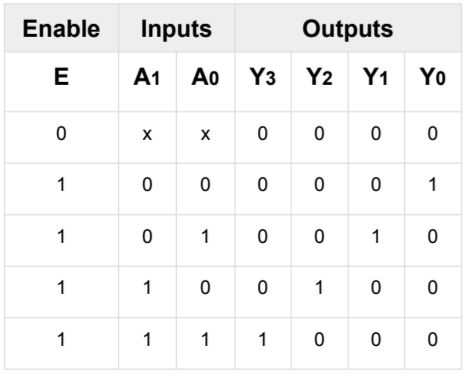 Enable Inputs Outputs
E A1 A0 Y3 Y2 Y1 Y0
0 x x 0 0 0 0
1 0 0 0 0 0 1
1 0 1 0 0 1 0
1 1 0 0 1 0 0
1 1 1 1 0 0 0